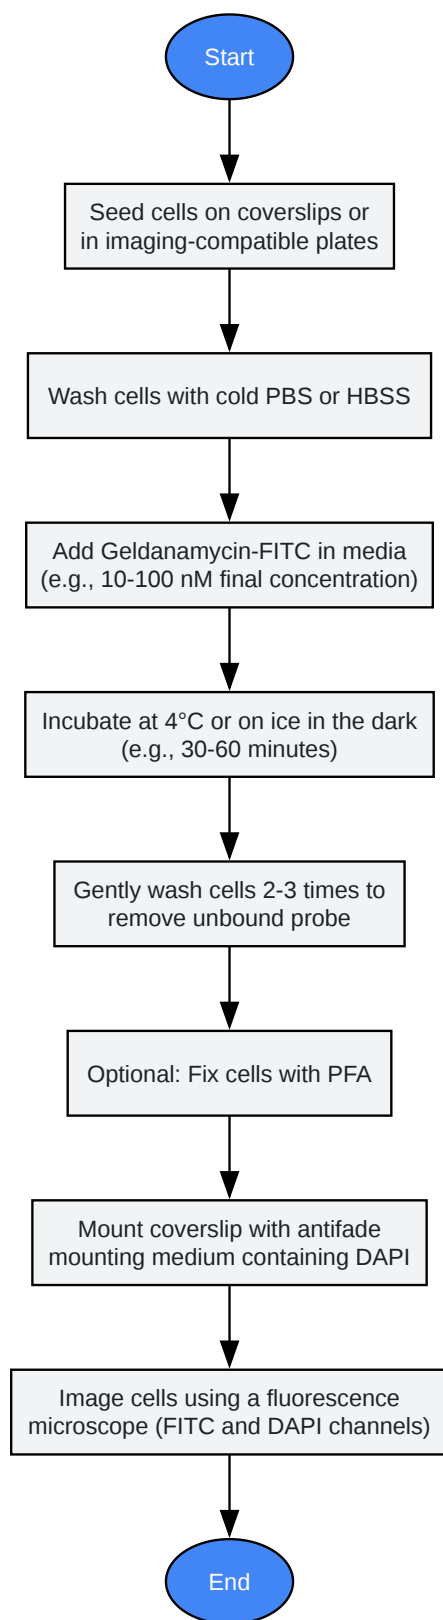 Start
Seed cells on coverslips or
in imaging-compatible plates
Wash cells with cold PBS or HBSS
Add Geldanamycin-FITC in media
(e.g., 10-100 nM final concentration)
Incubate at 4°C or on ice in the dark
(e.g., 30-60 minutes)
Gently wash cells 2-3 times to
remove unbound probe
Optional: Fix cells with PFA
Mount coverslip with antifade
mounting medium containing DAPI
Image cells using a fluorescence
microscope (FITC and DAPI channels)
End